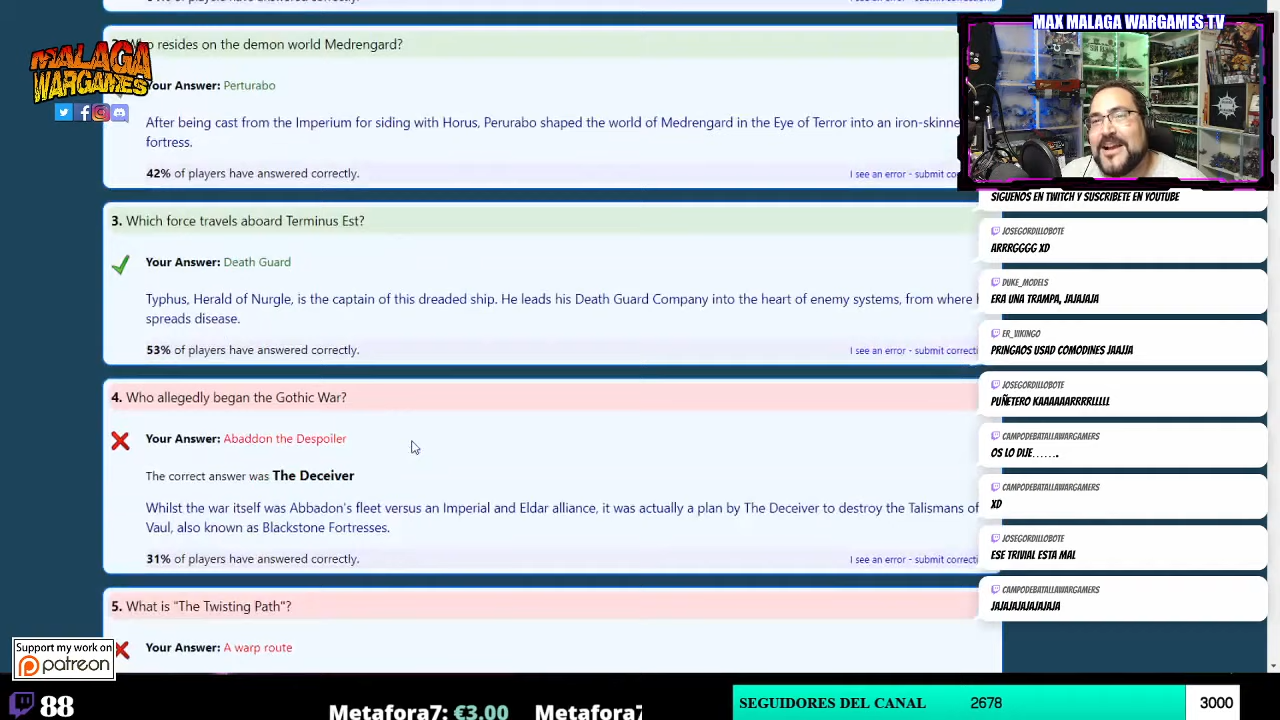 MAX MALAGA WARGAMES TV
MALAGA
WARGAMES
resides on the demon world Medrengard?
Your Answer: Perturabo
After being cast from the Imperium for siding with Horus, Perurabo shaped the world of Medrengard in the Eye of Terror into an iron-skinne
fortress.
42% of players have answered correctly.
I see an error - submit co
3. Which force travels aboard Terminus Est?
Your Answer: Death Guard
Typhus, Herald of Nurgle, is the captain of this dreaded ship. He leads his Death Guard Company into the heart of enemy systems, from where
spreads disease.
53% of players have answered correctly.
I see an error - submit correcti
4. Who allegedly began the Gothic War?
Your Answer: Abaddon the Despoiler
The correct answer was The Deceiver
Whilst the war itself was Abbadon's fleet versus an Imperial and Eldar alliance, it was actually a plan by The Deceiver to destroy the Talismans of
Vaul, also known as Blackstone Fortresses.
31% of players have answered correctly.
I see an error - submit correcti
5. What is "The Twisting Path"?
Your Answer: A warp route
SIGUENOS EN TWITCH Y SUSCRIBETE EN YOUTUBE
JOSEGORDILLOBOTE
ARRRGGGG XD
DUKE_MODELS
ERA UNA TRAMPA, JAJAJAJA
ER_VIKINGO
PRINGAOS USAD COMODINES JAAJJA
JOSEGORDILLOBOTE
PUÑETERO KAAAAAARRRRLLLLL
CAMPODEBATALLAWARGAMERS
OS LO DIJE.......
CAMPODEBATALLAWARGAMERS
XD
JOSEGORDILLOBOTE
ESE TRIVIAL ESTA MAL
CAMPODEBATALLAWARGAMERS
JAJAJAJAJAJAJAJA
Support my work on
patreon
88
Metafora7: €3.00 Metafora7
SEGUIDORES DEL CANAL 2678 3000